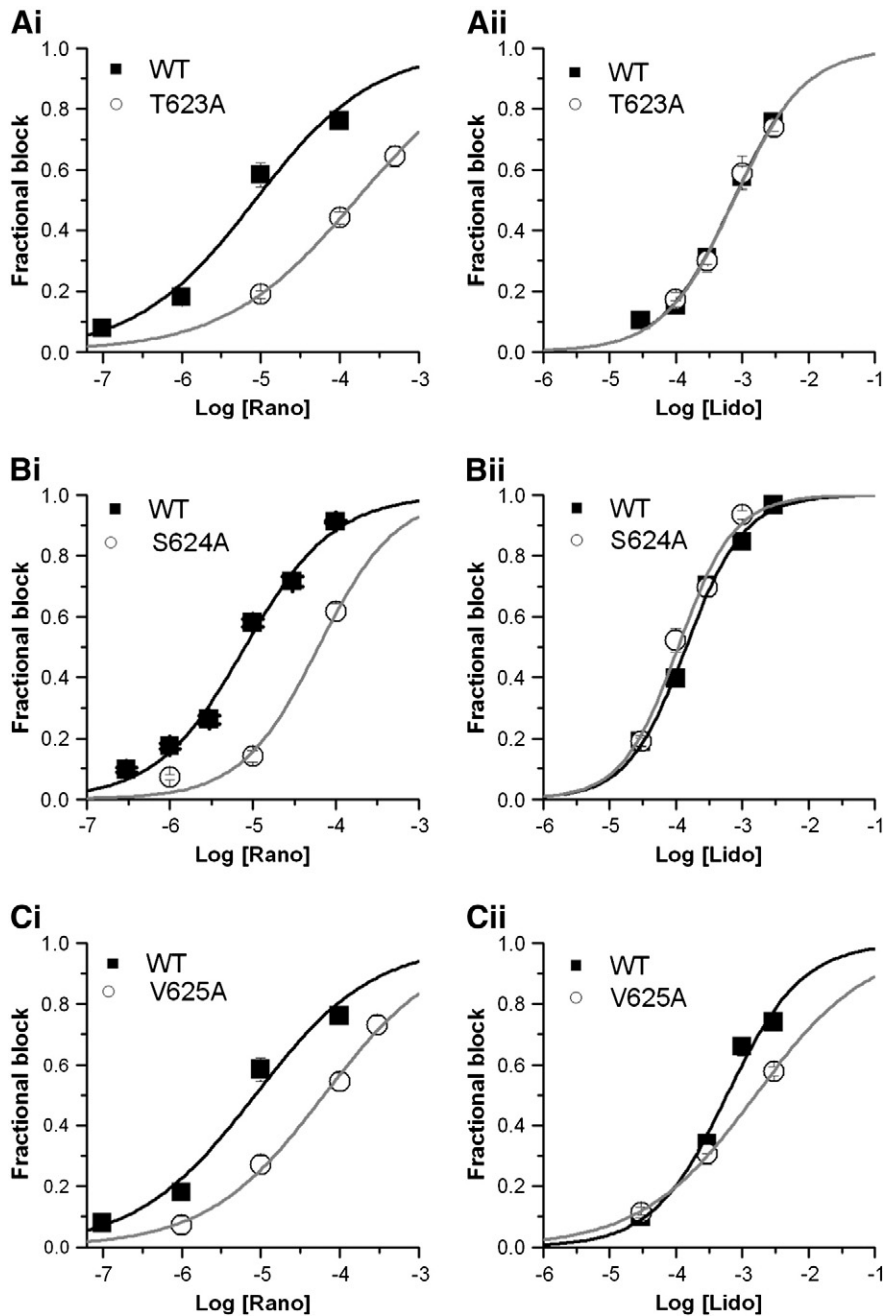 Ai
WT
T623A
Fractional block
1.0
0.8
0.6
0.4
0.2
0.0
-7 -6 -5 -4 -3
Log [Rano]
Aii
WT
T623A
Fractional block
1.0
0.8
0.6
0.4
0.2
0.0
-6 -5 -4 -3 -2 -1
Log [Lido]
Bi
WT
S624A
Fractional block
1.0
0.8
0.6
0.4
0.2
0.0
-7 -6 -5 -4 -3
Log [Rano]
Bii
WT
S624A
Fractional block
1.0
0.8
0.6
0.4
0.2
0.0
-6 -5 -4 -3 -2 -1
Log [Lido]
Ci
WT
V625A
Fractional block
1.0
0.8
0.6
0.4
0.2
0.0
-7 -6 -5 -4 -3
Log [Rano]
Cii
WT
V625A
Fractional block
1.0
0.8
0.6
0.4
0.2
0.0
-6 -5 -4 -3 -2 -1
Log [Lido]